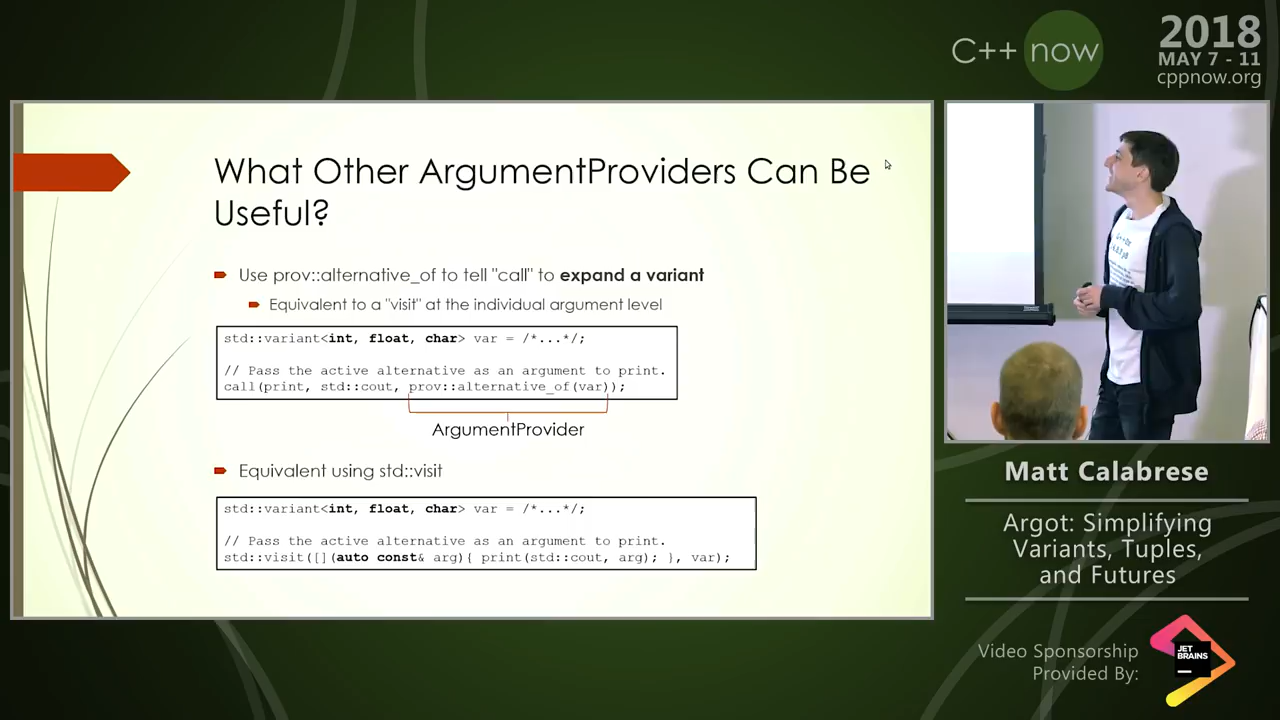 C++ now
2018
MAY 7 - 11
cppnow.org
What Other ArgumentProviders Can Be
Useful?
Use prov::alternative_of to tell "call" to expand a variant
Equivalent to a "visit" at the individual argument level
std::variant<int, float, char> var = /*...*/;
// Pass the active alternative as an argument to print.
call(print, std::cout, prov::alternative_of(var));
ArgumentProvider
Equivalent using std::visit
std::variant<int, float, char> var = /*...*/;
// Pass the active alternative as an argument to print.
std::visit([](auto const& arg){ print(std::cout, arg); }, var);
Matt Calabrese
Argot: Simplifying
Variants, Tuples,
and Futures
Video Sponsorship
Provided By:
JET
BRAINS